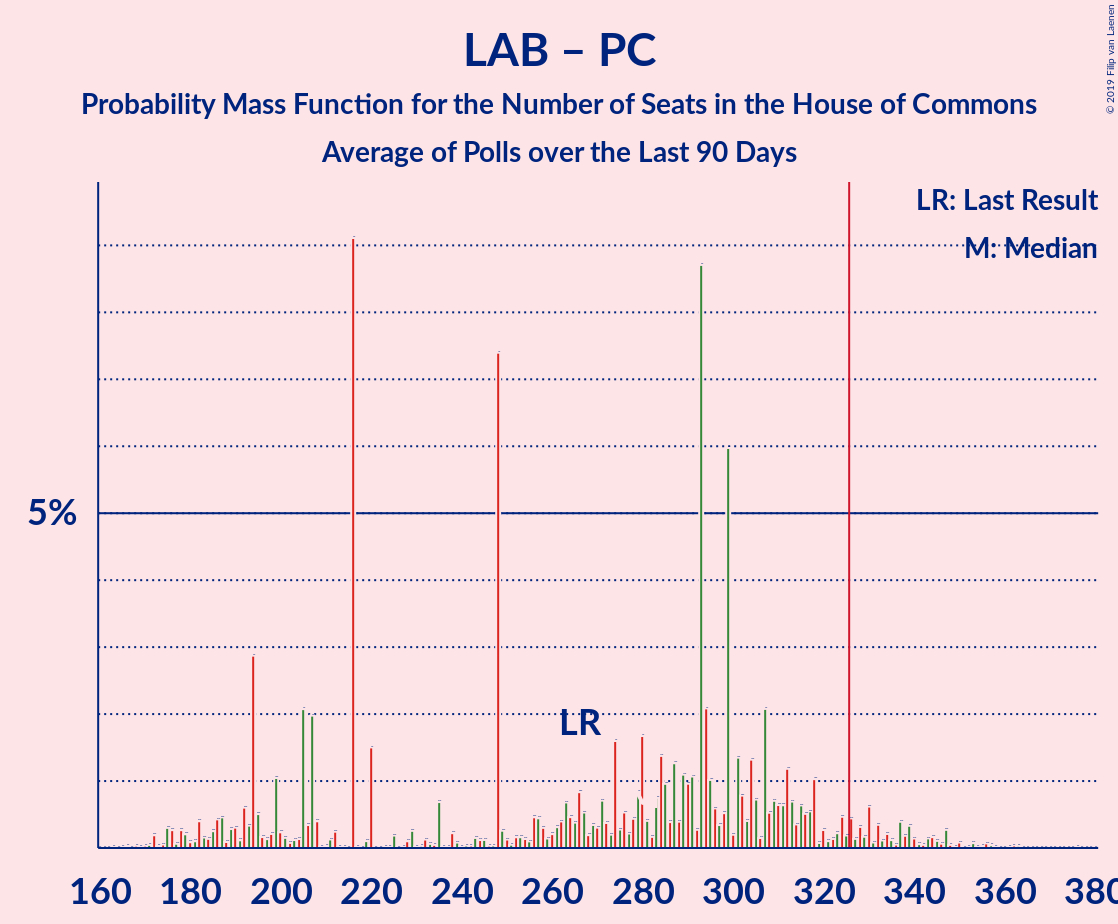 LAB – PC
Probability Mass Function for the Number of Seats in the House of Commons
Average of Polls over the Last 90 Days
© 2019 Filip van Laenen
LR: Last Result
M: Median
5%
LR
160 180 200 220 240 260 280 300 320 340 360 380